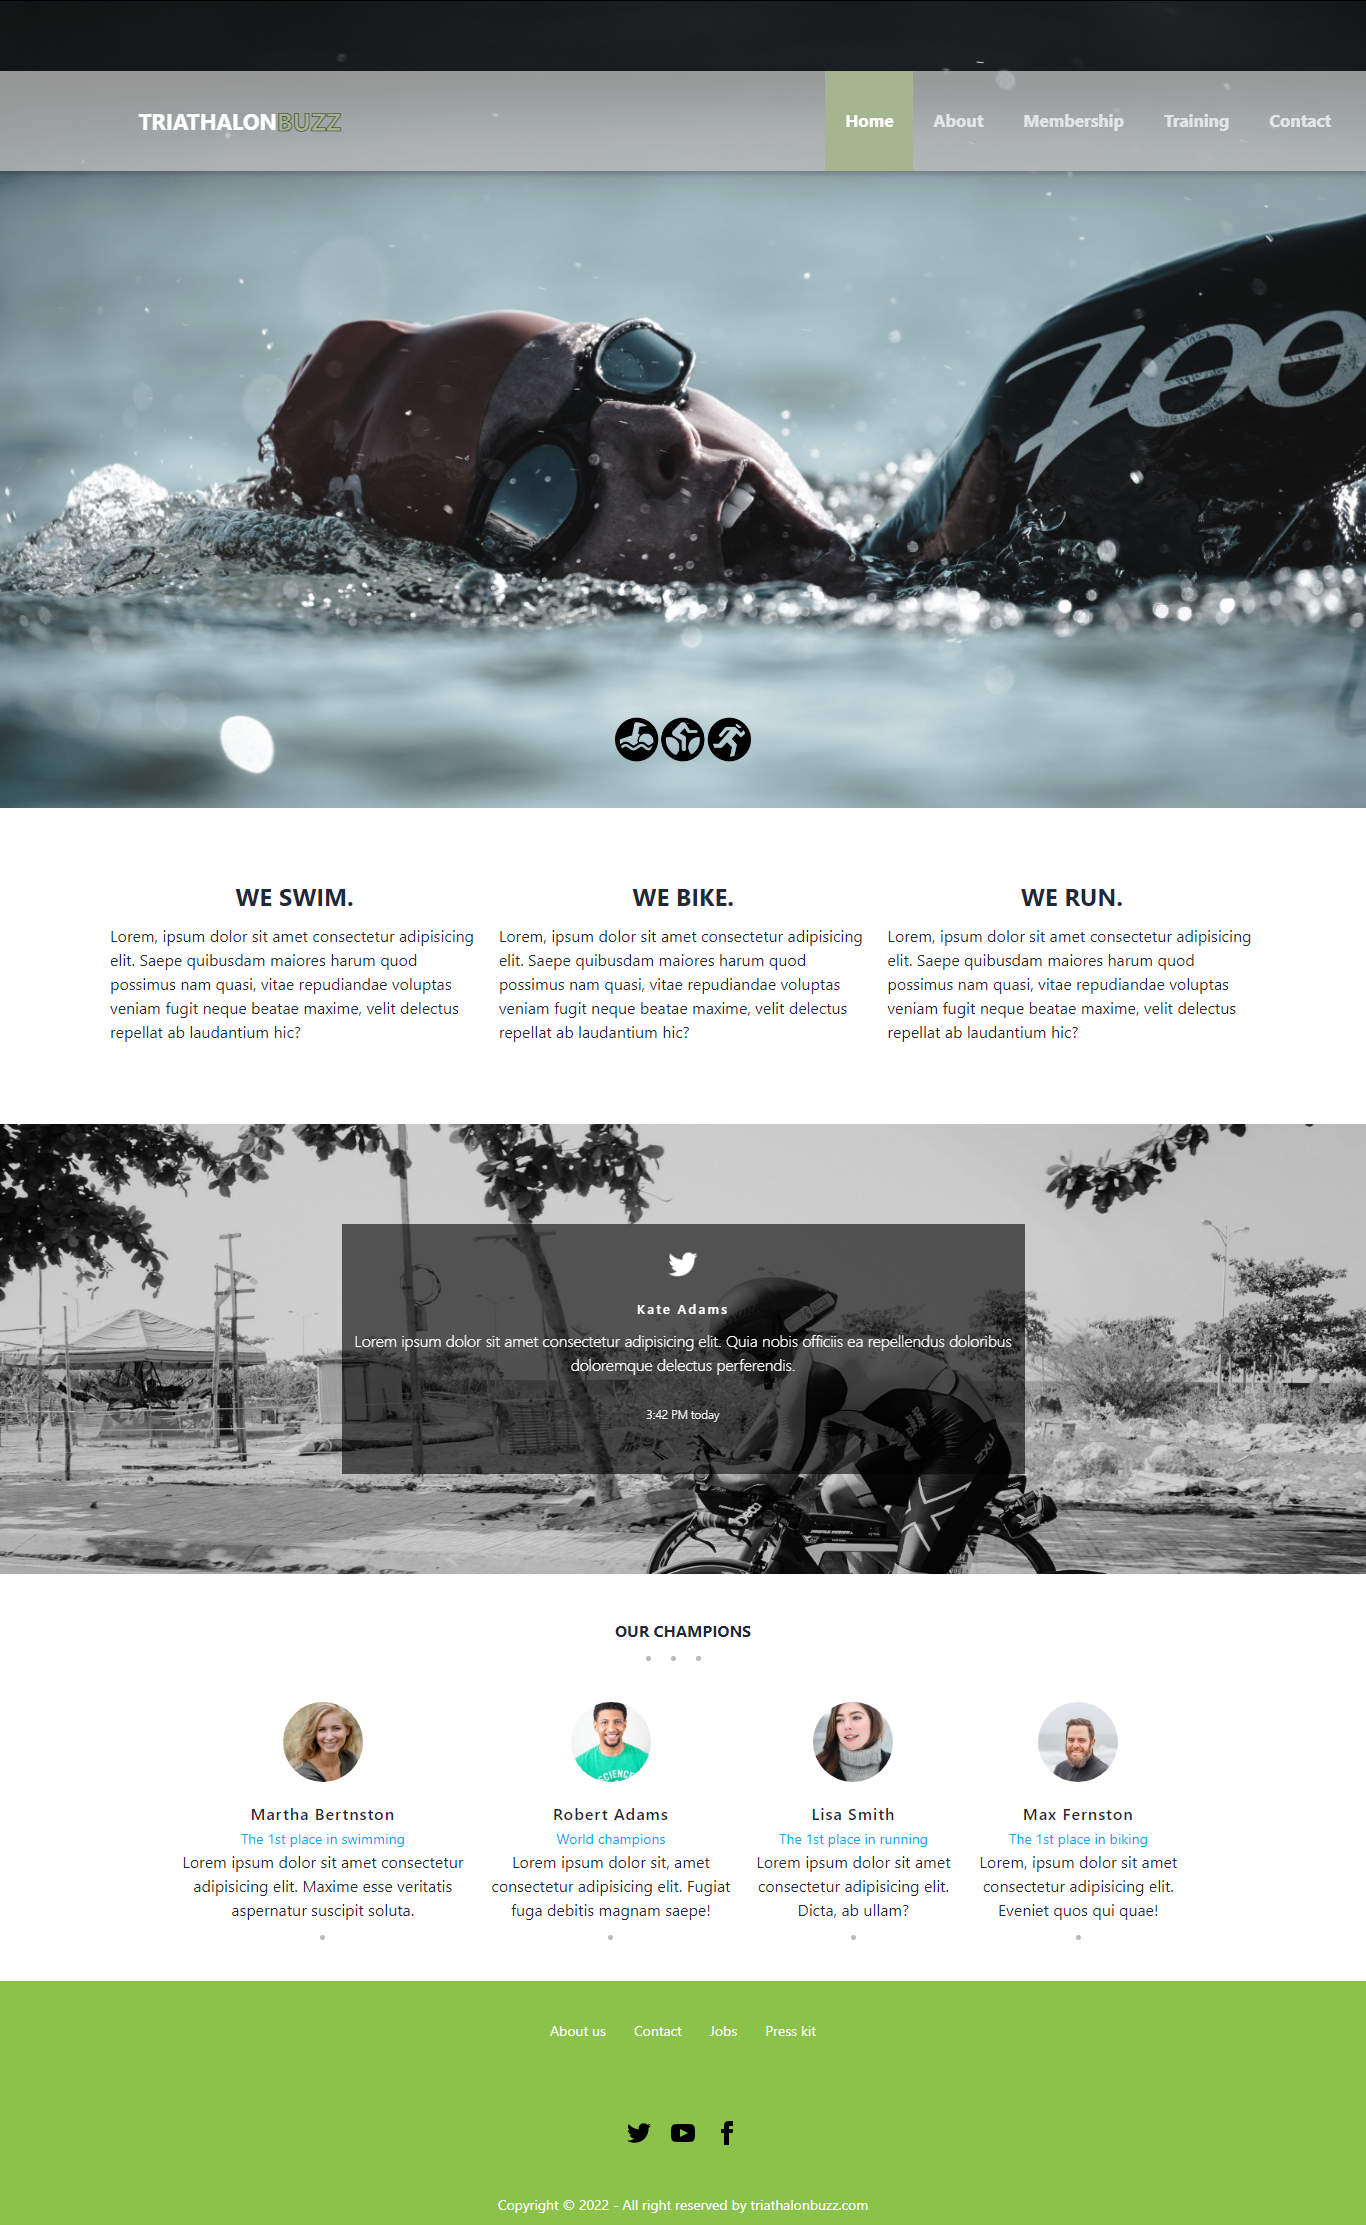 TRIATHALONBUZZ
Home About Membership Training Contact
WE SWIM.
Lorem, ipsum dolor sit amet consectetur adipisicing
elit. Saepe quibusdam maiores harum quod
possimus nam quasi, vitae repudiandae voluptas
veniam fugit neque beatae maxime, velit delectus
repellat ab laudantium hic?
WE BIKE.
Lorem, ipsum dolor sit amet consectetur adipisicing
elit. Saepe quibusdam maiores harum quod
possimus nam quasi, vitae repudiandae voluptas
veniam fugit neque beatae maxime, velit delectus
repellat ab laudantium hic?
WE RUN.
Lorem, ipsum dolor sit amet consectetur adipisicing
elit. Saepe quibusdam maiores harum quod
possimus nam quasi, vitae repudiandae voluptas
veniam fugit neque beatae maxime, velit delectus
repellat ab laudantium hic?
Kate Adams
Lorem ipsum dolor sit amet consectetur adipisicing elit. Quia nobis officiis ea repellendus doloribus
doloremque delectus perferendis.
3:42 PM today
OUR CHAMPIONS
Martha Bertnston
The 1st place in swimming
Lorem ipsum dolor sit amet consectetur
adipisicing elit. Maxime esse veritatis
aspernatur suscipit soluta.
SCIENCE
Robert Adams
World champions
Lorem ipsum dolor sit, amet
consectetur adipisicing elit. Fugiat
fuga debitis magnam saepe!
Lisa Smith
The 1st place in running
Lorem ipsum dolor sit amet
consectetur adipisicing elit.
Dicta, ab ullam?
Max Fernston
The 1st place in biking
Lorem, ipsum dolor sit amet
consectetur adipisicing elit.
Eveniet quos qui quae!
About us Contact Jobs Press kit
Copyright © 2022 - All right reserved by triathalonbuzz.com